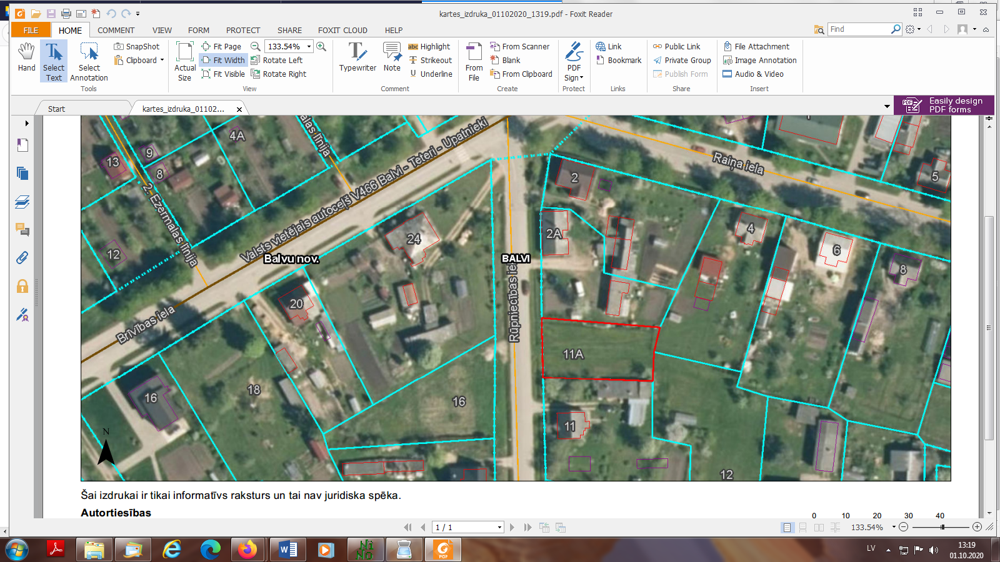 kartes_izdruka_01102020_1319.pdf - Foxit Reader
FILE HOME COMMENT VIEW FORM PROTECT SHARE FOXIT CLOUD HELP
Find
Hand
Select Text
Select Annotation
SnapShot
Clipboard
Tools
Actual Size
Fit Page
Fit Width
Fit Visible
133.54%
Rotate Left
Rotate Right
View
Typewriter
Note
Highlight
Strikeout
Underline
Comment
From File
From Scanner
Blank
From Clipboard
Create
PDF Sign
Protect
Link
Bookmark
Links
Public Link
Private Group
Publish Form
Share
File Attachment
Image Annotation
Audio & Video
Insert
Start
kartes_izdruka_01102...
Easily design
PDF forms
4A
9
13
8
2. Ezermalas līnija
alas līnija
Valsts vietējais autoceļš V466 Balvi - Teteri - Upatnieki
Raiņa iela
5
2
2A
4
6
8
24
12
Balvu nov.
BALVI
Rūpniecības iel
20
Brīvības iela
11A
18
16
16
11
12
N
Šai izdrukai ir tikai informatīvs raksturs un tai nav juridiska spēka.
Autortiesības
0 10 20 30 40
1 / 1
133.54%
LV
13:19
01.10.2020